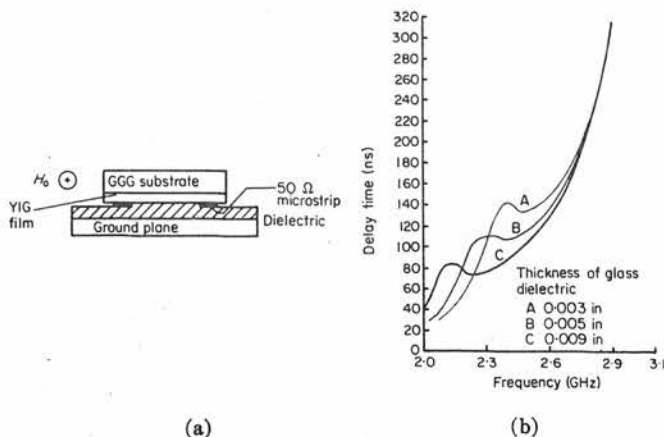 H₀
GGG substrate
YIG
film
50 Ω
microstrip
Dielectric
Ground plane
(a)
Delay time (ns)
320
300
280
260
240
220
200
180
160
140
120
100
80
60
40
20
0
A
B
C
Thickness of glass
dielectric
A 0·003 in
B 0·005 in
C 0·009 in
2·0
2·3
2·6
2·9
3·1
Frequency (GHz)
(b)